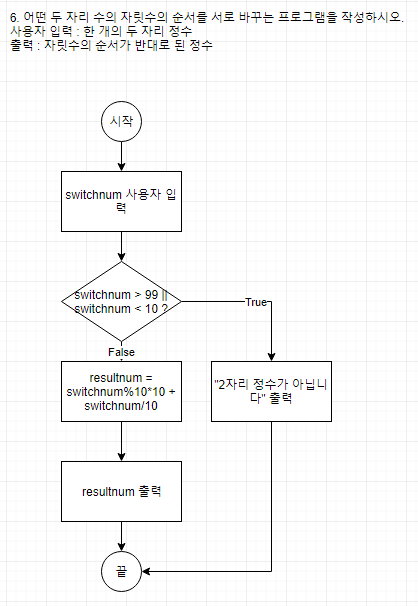 6. 어떤 두 자리 수의 자릿수의 순서를 서로 바꾸는 프로그램을 작성하시오.
사용자 입력 : 한 개의 두 자리 정수
출력 : 자릿수의 순서가 반대로 된 정수
시작
switchnum 사용자 입
력
switchnum > 99 ||
switchnum < 10 ?
True
False
resultnum =
switchnum%10*10 +
switchnum/10
"2자리 정수가 아닙니
다" 출력
resultnum 출력
끝